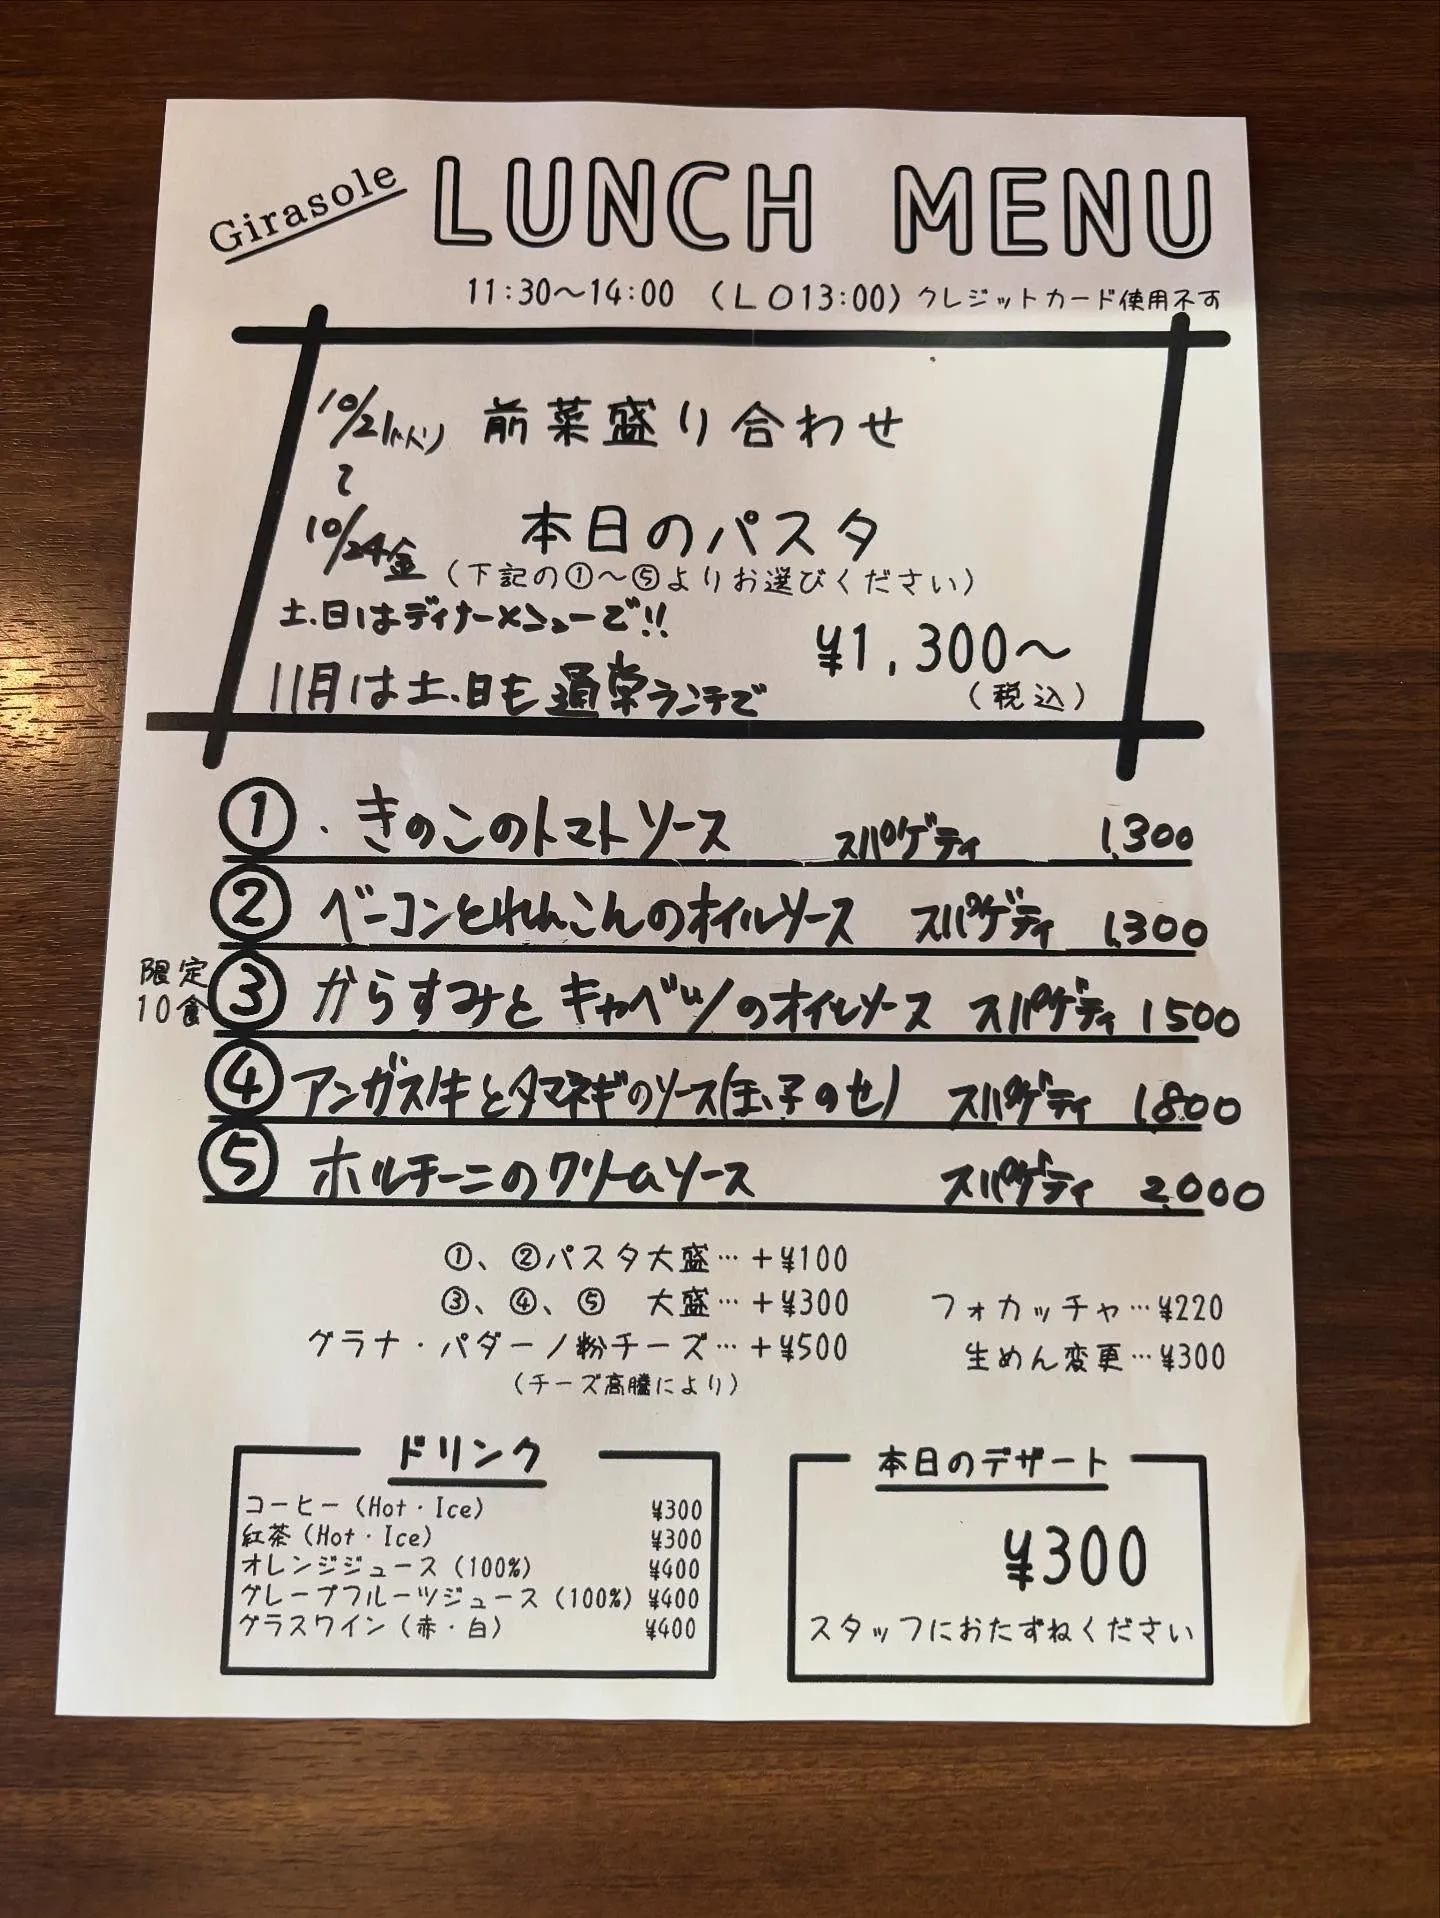 Girasole
LUNCH MENU
11:30〜14:00 (LO13:00) クレジットカード使用不可
10/21 前菜盛り合わせ
〜
本日のパスタ
10/24金
(下記の①〜⑤よりお選びください)
土.日はディナーメニューで!!
¥1,300〜
(税込)
11月は土.日も通常ランチで
① . きのこのトマトソース スパゲティ 1,300
② ベーコンとれんこんのオイルソース スパゲティ 1,300
限定
10食
③ からすみとキャベツのオイルソース スパゲティ 1500
④ アンガス牛とタマネギのソース(玉子のせ) スパゲティ 1,800
⑤ ポルチーニのクリームソース スパゲティ 2,000
①、②パスタ大盛…+¥100
③、④、⑤ 大盛…+¥300
グラナ・パダーノ粉チーズ…+¥500
(チーズ高騰により)
フォカッチャ…¥220
生めん変更…¥300
ドリンク
コーヒー(Hot・Ice) ¥300
紅茶(Hot・Ice) ¥300
オレンジジュース(100%) ¥400
グレープフルーツジュース(100%) ¥400
グラスワイン(赤・白) ¥400
本日のデザート
¥300
スタッフにおたずねください